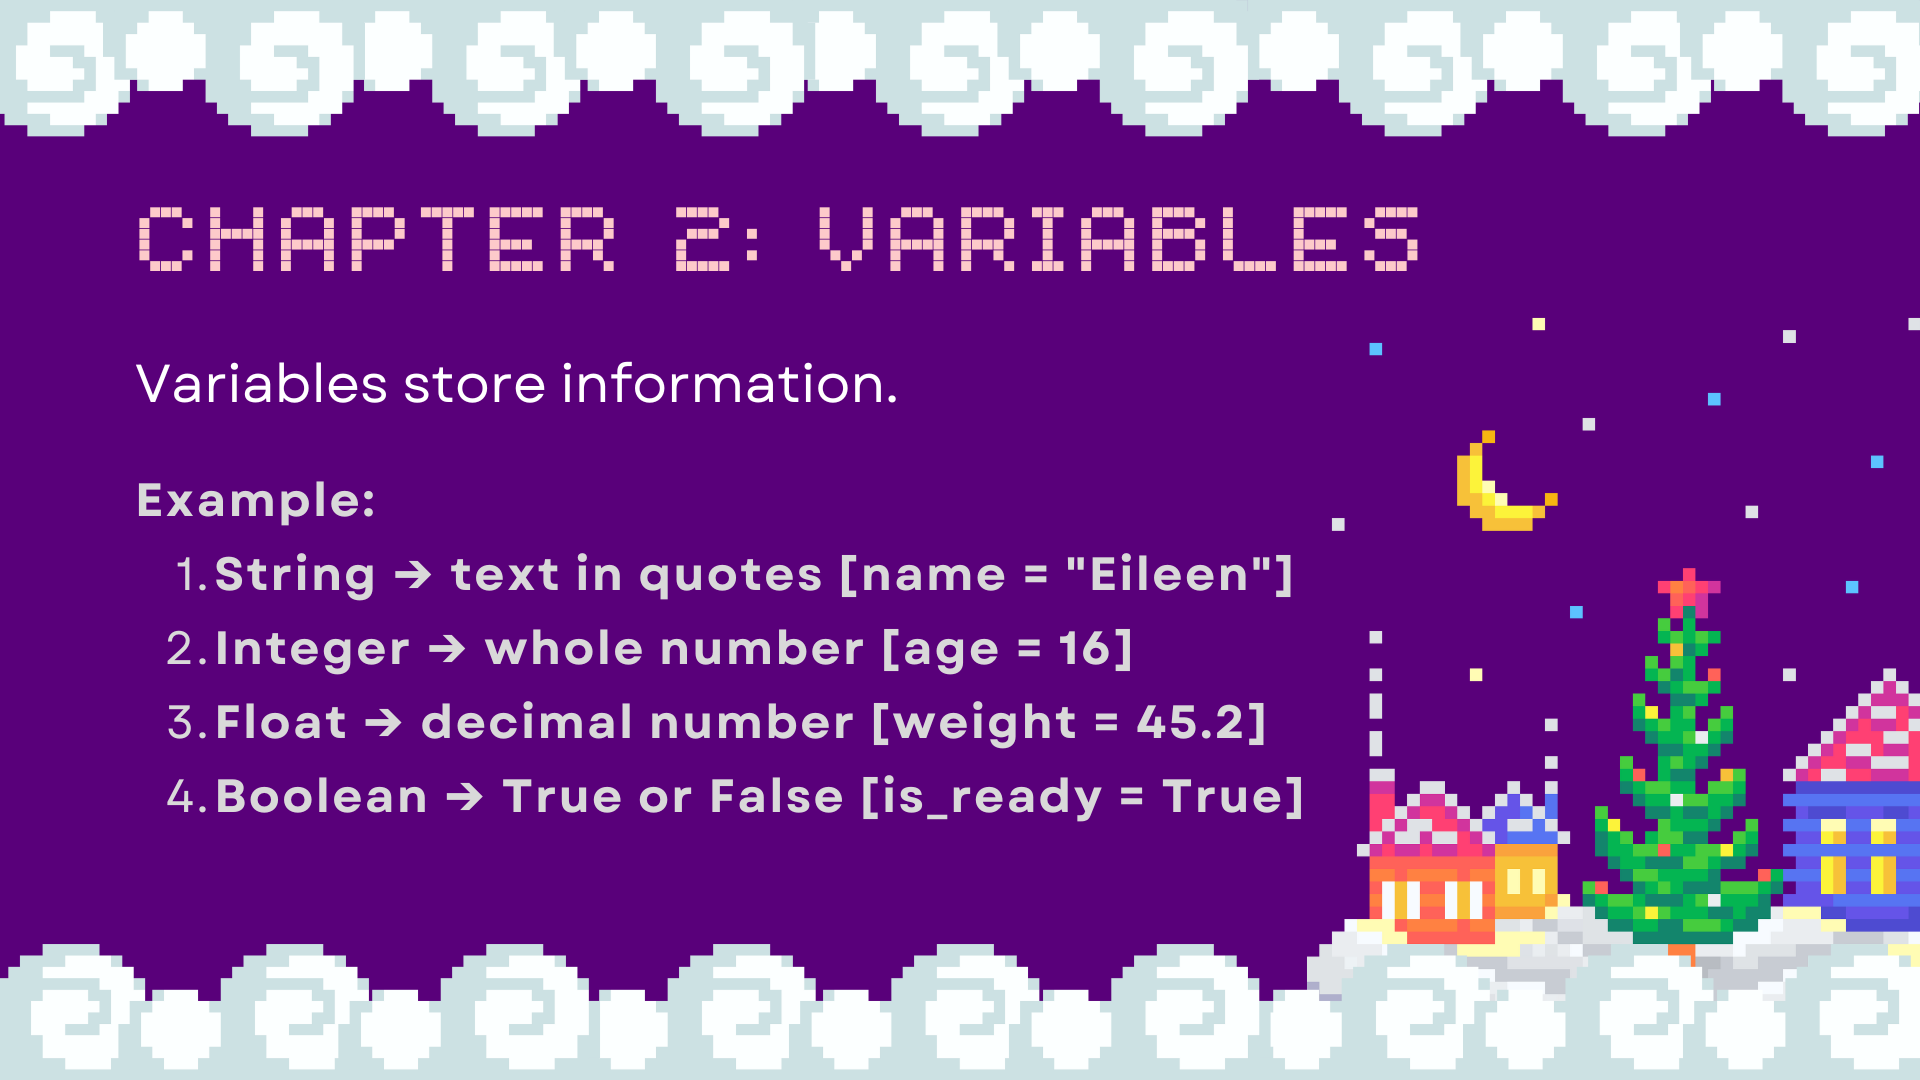 CHAPTER 2: VARIABLES
Variables store information.
Example:
1. String → text in quotes [name = "Eileen"]
2. Integer → whole number [age = 16]
3. Float → decimal number [weight = 45.2]
4. Boolean → True or False [is_ready = True]